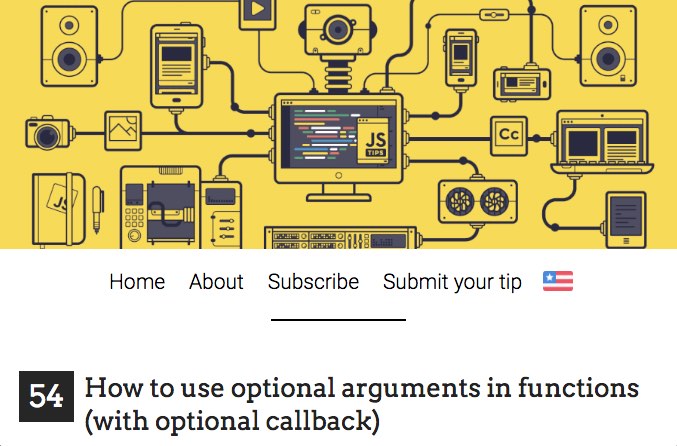 JS
TIPS
Cc
JS
Home About Subscribe Submit your tip
54 How to use optional arguments in functions
(with optional callback)